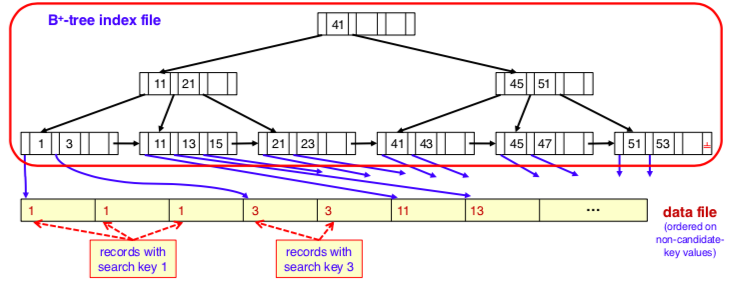 B+-tree index file
41
11 21
45 51
1 3
11 13 15
21 23
41 43
45 47
51 53
1 1 1 3 3 11 13 ...
data file
(ordered on
non-candidate-
key values)
records with
search key 1
records with
search key 3